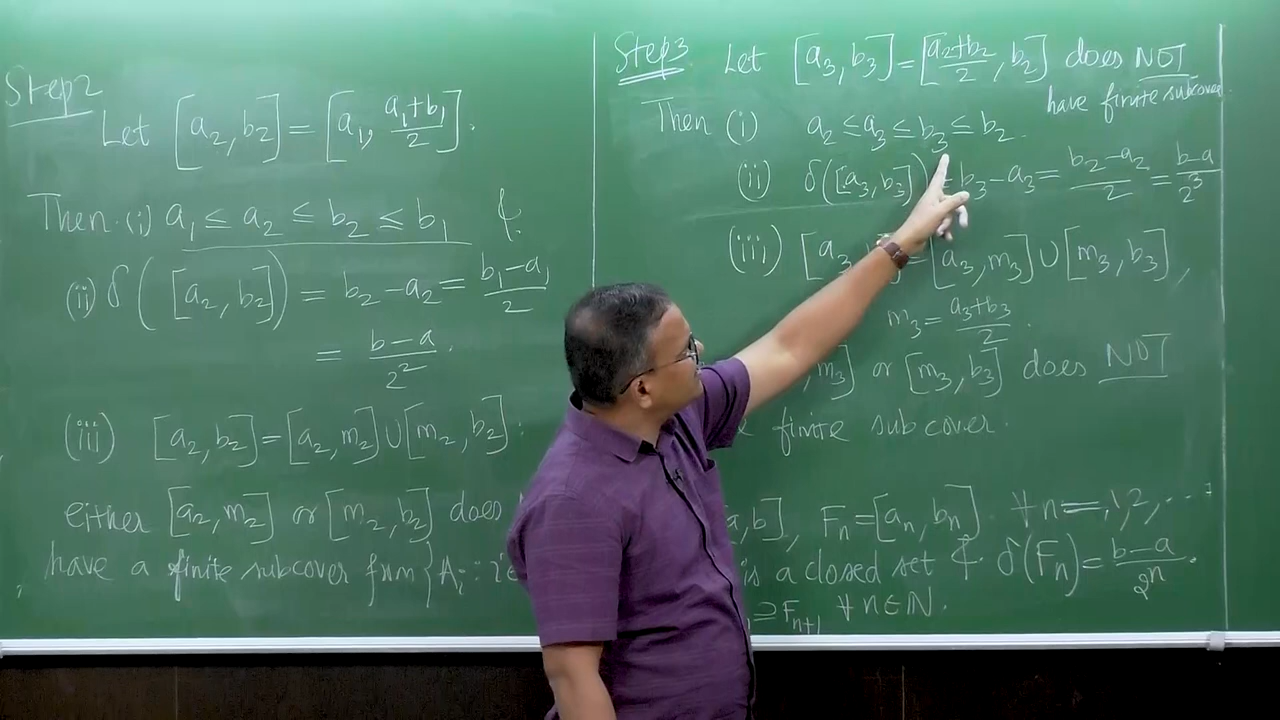 Step2
Let [a₂, b₂] = [a₁, (a₁+b₁)/2].
Then (i) a₁ ≤ a₂ ≤ b₂ ≤ b₁ &
(ii) δ([a₂, b₂]) = b₂ − a₂ = (b₁−a₁)/2
= (b−a)/2².
(iii) [a₂, b₂] = [a₂, m₂] ∪ [m₂, b₂] :
either [a₂, m₂] or [m₂, b₂] does
have a finite subcover from {Aᵢ :
Step3 Let [a₃, b₃] = [(a₂+b₂)/2, b₂] does NOT
have finite subcover.
Then (i) a₂ ≤ a₃ ≤ b₃ ≤ b₂.
(ii) δ([a₃, b₃]) = b₃ − a₃ = (b₂−a₂)/2 = (b−a)/2³
(iii) [a₃ = [a₃, m₃] ∪ [m₃, b₃],
m₃ = (a₃+b₃)/2.
, m₃] or [m₃, b₃] does NOT
finite subcover.
, b], Fₙ = [aₙ, bₙ] ∀ n=1,2,...
is a closed set & δ(Fₙ) = (b−a)/2ⁿ.
⊇ Fₙ₊₁ ∀ n ∈ ℕ.